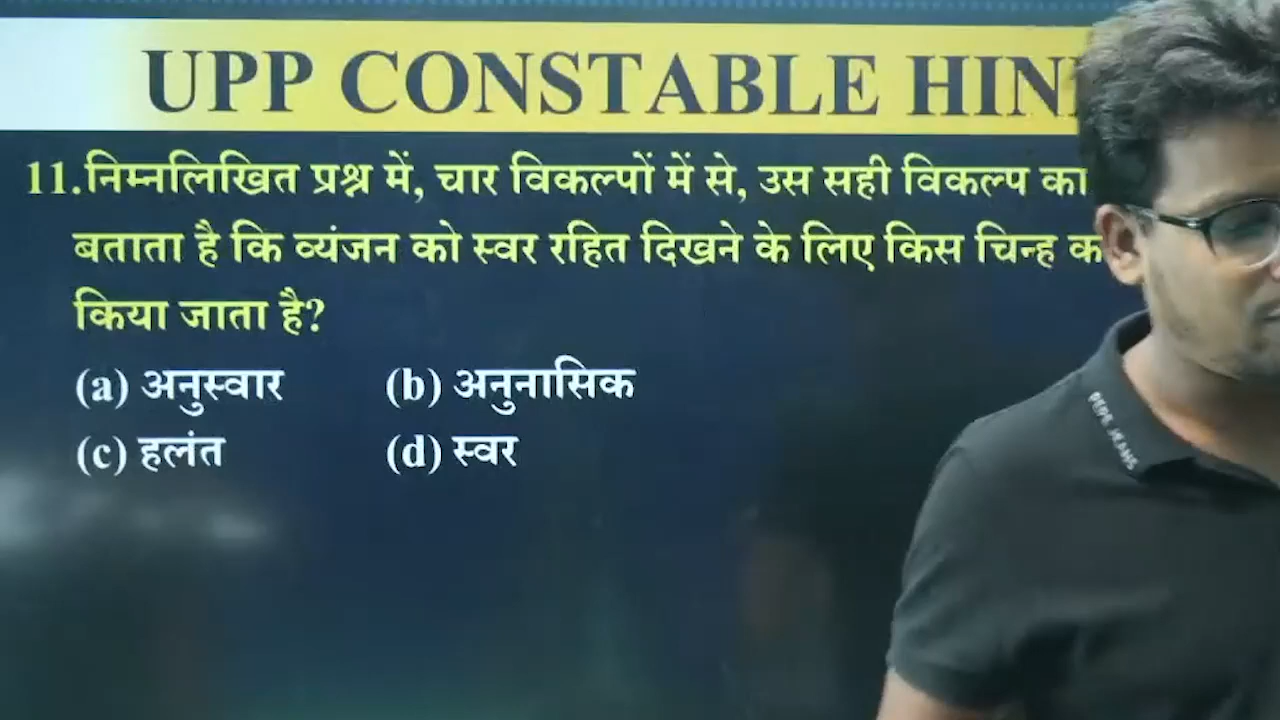 UPP CONSTABLE
11.निम्नलिखित प्रश्न में, चार विकल्पों में से, उस सही विकल्प का
बताता है कि व्यंजन को स्वर रहित दिखने के लिए किस चिन्ह
किया जाता है?
(a) अनुस्वार (b) अनुनासिक
(c) हलंत (d) स्वर
PEPE JEANS